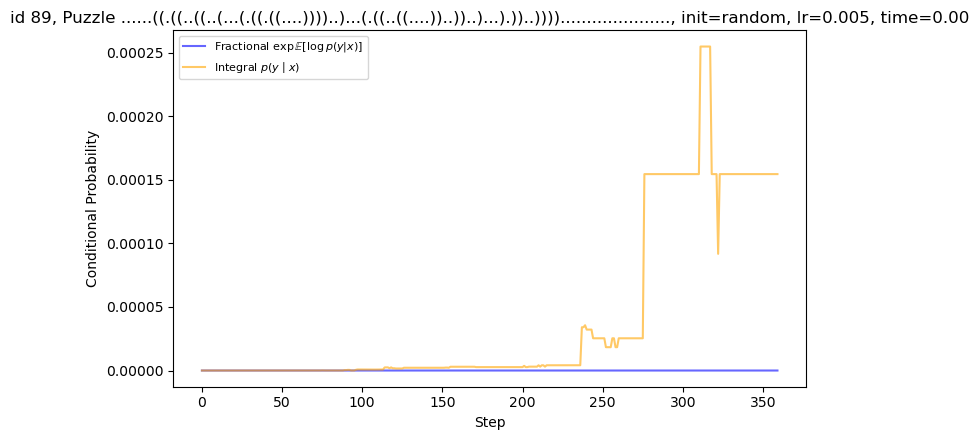 id 89, Puzzle ......((.((..((..(...(.((.((....))))..)...(.((..((....))..))..)...).))..))))......................, init=random, lr=0.005, time=0.00
Fractional exp𝔼[log p(y|x)]
Integral p(y | x)
0.00025
0.00020
0.00015
0.00010
0.00005
0.00000
Conditional Probability
0 50 100 150 200 250 300 350
Step